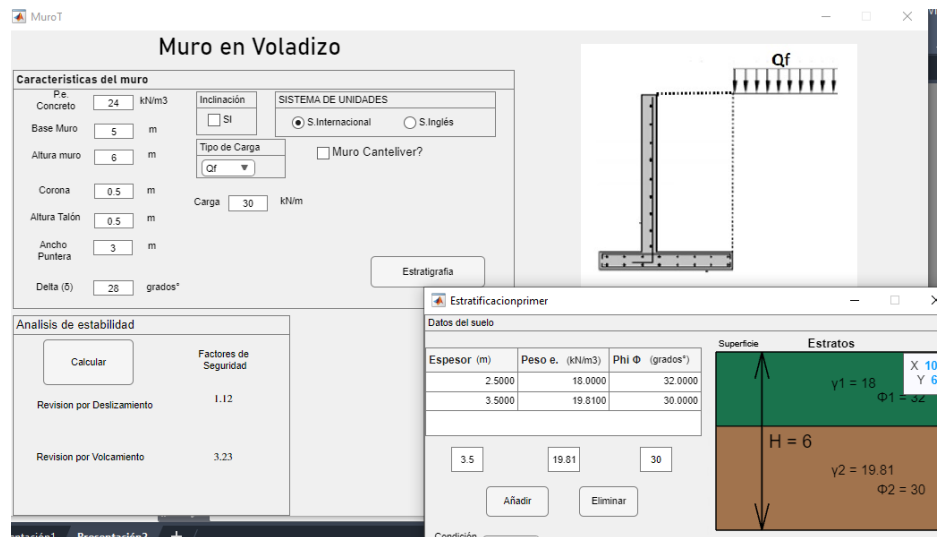 MuroT
Muro en Voladizo
Caracteristicas del muro
P.e. Concreto 24 kN/m3
Base Muro 5 m
Altura muro 6 m
Corona 0.5 m
Altura Talón 0.5 m
Ancho Puntera 3 m
Delta (δ) 28 grados°
Inclinación
SI
Tipo de Carga
Qf
Carga 30 kN/m
SISTEMA DE UNIDADES
S.Internacional S.Inglés
Muro Canteliver?
Estratigrafia
Qf
Analisis de estabilidad
Calcular
Factores de Seguridad
Revision por Deslizamiento 1.12
Revision por Volcamiento 3.23
Estratificacionprimer
Datos del suelo
Espesor (m) Peso e. (kN/m3) Phi Φ (grados°)
2.5000 18.0000 32.0000
3.5000 19.8100 30.0000
3.5 19.81 30
Añadir Eliminar
Condición
Superficie Estratos
γ1 = 18
Φ1 = 32
H = 6
γ2 = 19.81
Φ2 = 30
X 10
Y 6
Presentación2 +